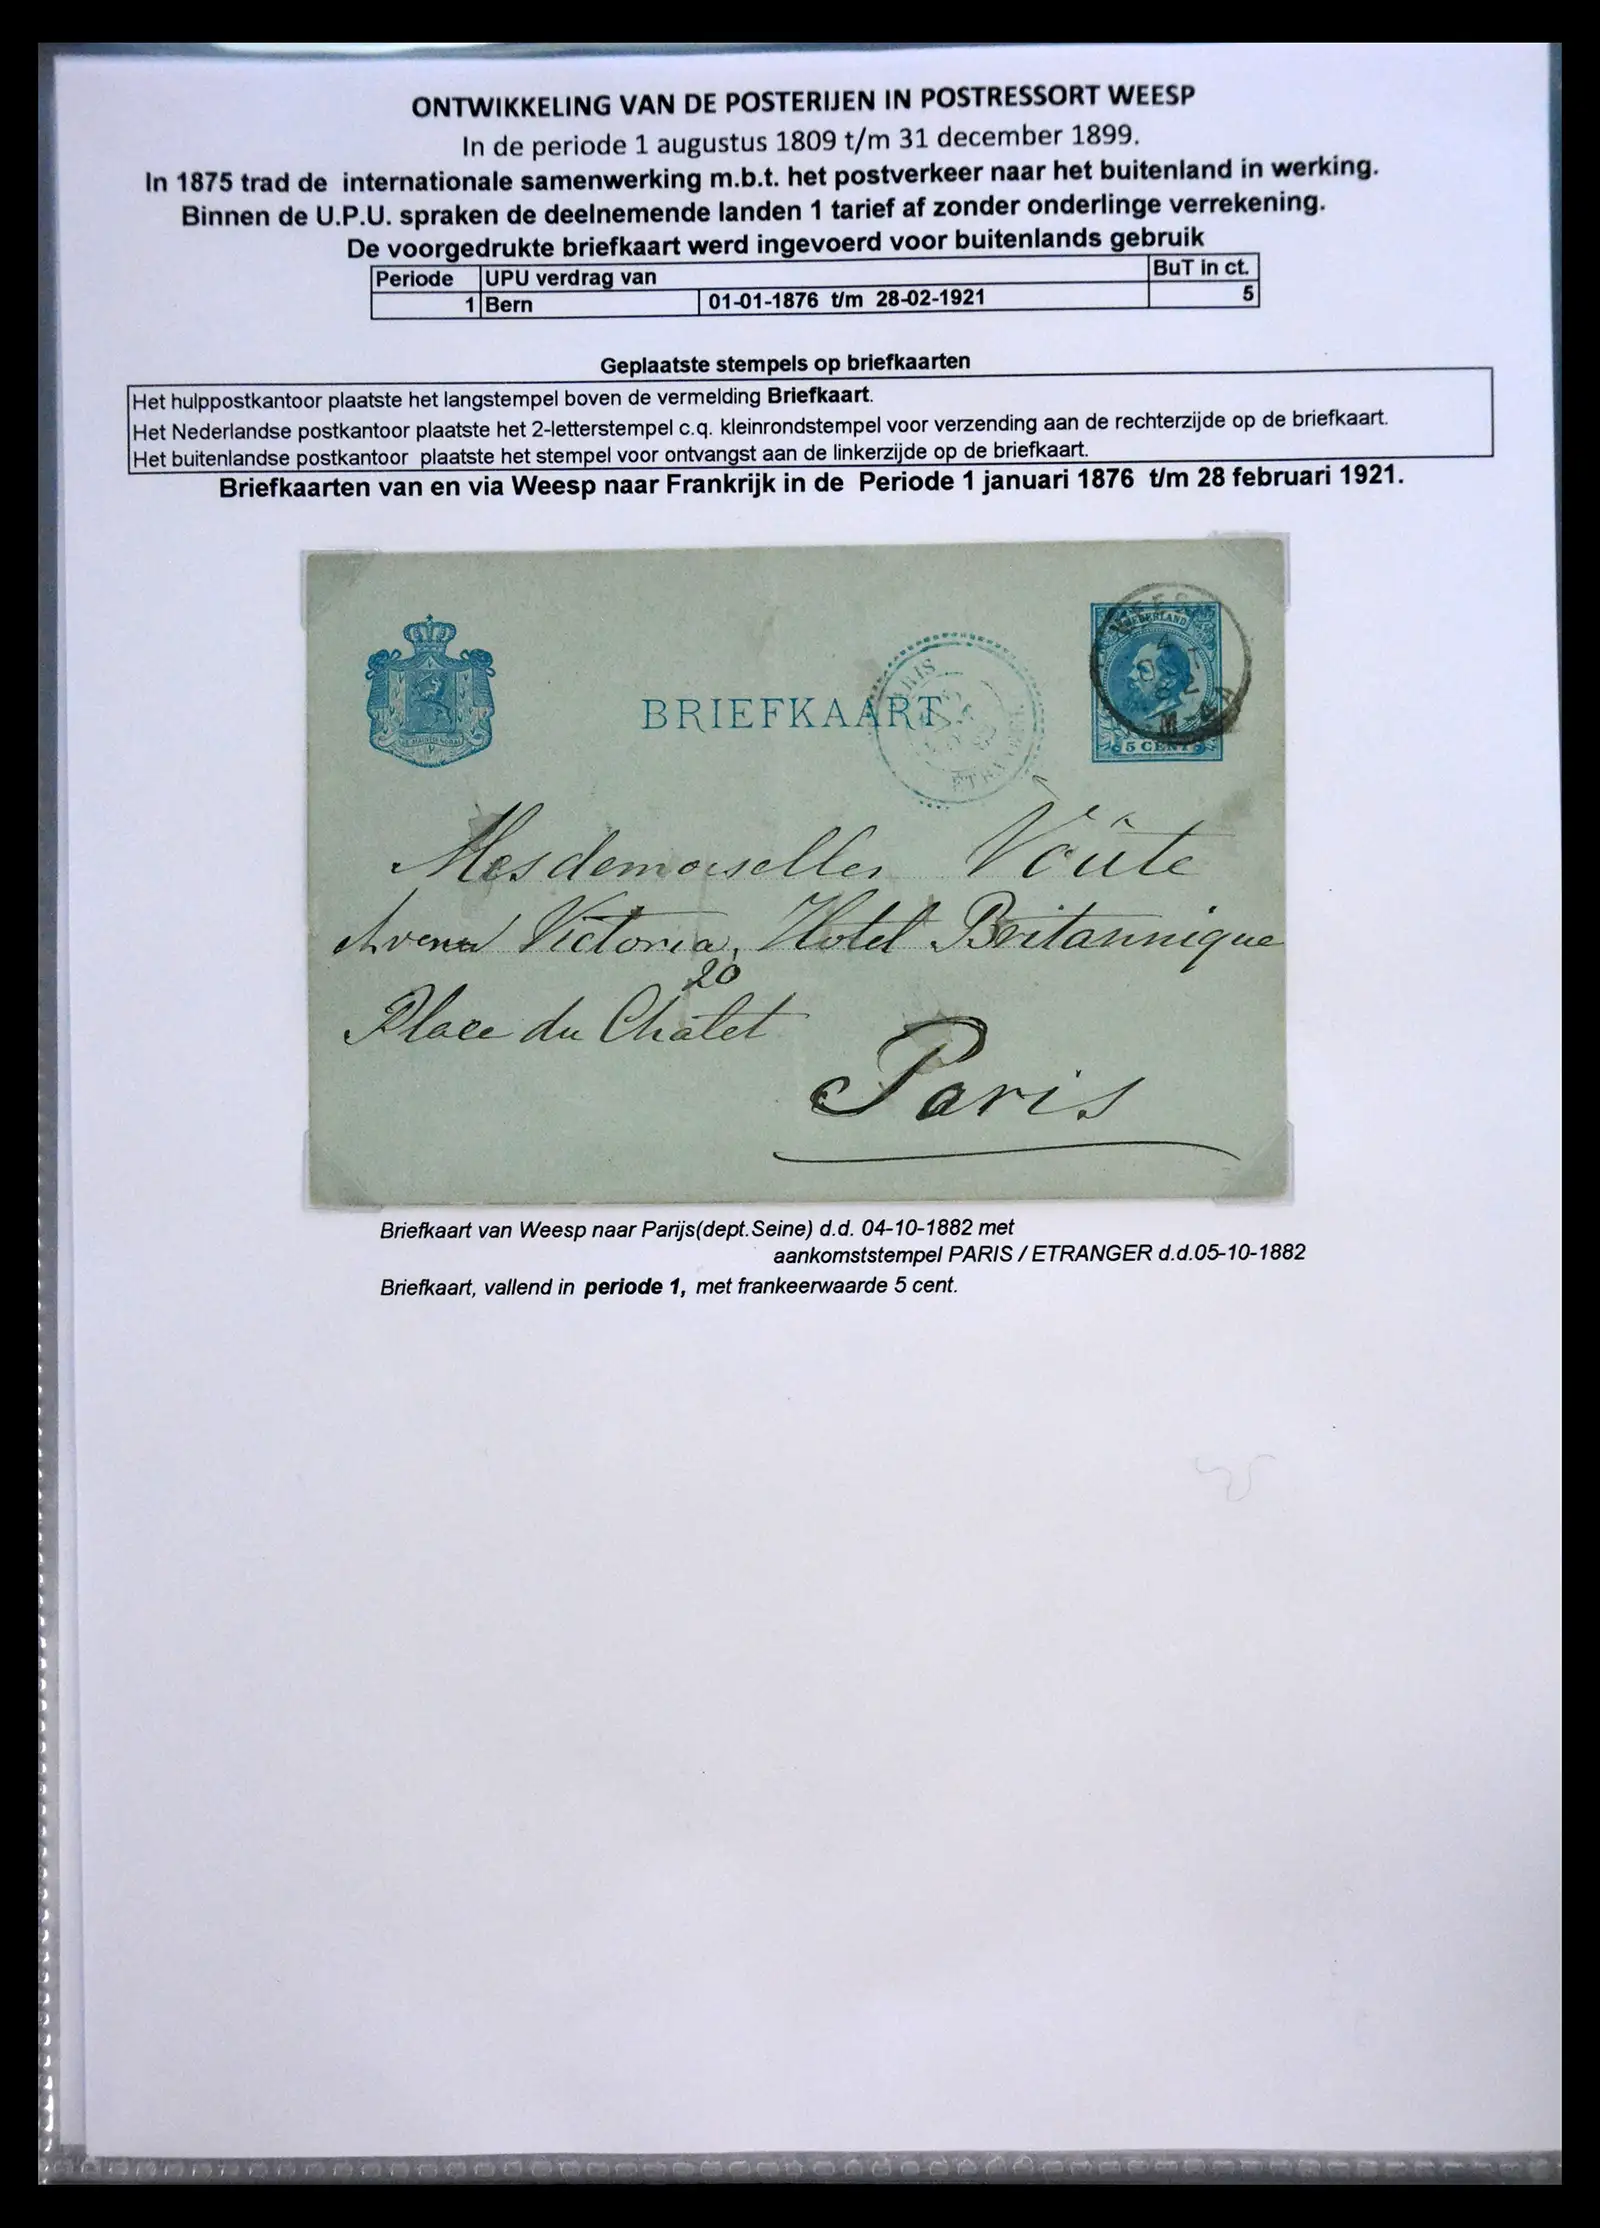 ONTWIKKELING VAN DE POSTERIJEN IN POSTRESSORT WEESP
In de periode 1 augustus 1809 t/m 31 december 1899.
In 1875 trad de internationale samenwerking m.b.t. het postverkeer naar het buitenland in werking.
Binnen de U.P.U. spraken de deelnemende landen 1 tarief af zonder onderlinge verrekening.
De voorgedrukte briefkaart werd ingevoerd voor buitenlands gebruik
Periode UPU verdrag van BuT in ct.
1 Bern 01-01-1876 t/m 28-02-1921 5
Geplaatste stempels op briefkaarten
Het hulppostkantoor plaatste het langstempel boven de vermelding Briefkaart.
Het Nederlandse postkantoor plaatste het 2-letterstempel c.q. kleinrondstempel voor verzending aan de rechterzijde op de briefkaart.
Het buitenlandse postkantoor plaatste het stempel voor ontvangst aan de linkerzijde op de briefkaart.
Briefkaarten van en via Weesp naar Frankrijk in de Periode 1 januari 1876 t/m 28 februari 1921.
NEDERLAND
BRIEFKAART
PARIS
ETRANGER
5 CENT
Mesdemoiselles Voûte
Victoria, Hotel Britannique
20
Place du Chatelet
Paris
Briefkaart van Weesp naar Parijs(dept.Seine) d.d. 04-10-1882 met
aankomststempel PARIS / ETRANGER d.d.05-10-1882
Briefkaart, vallend in periode 1, met frankeerwaarde 5 cent.